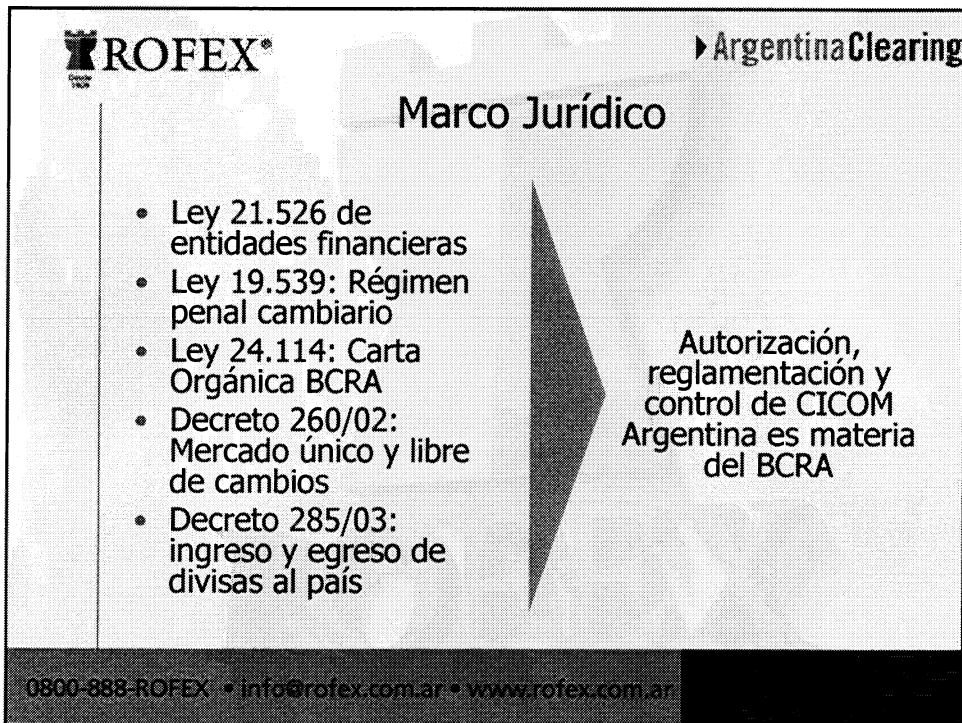 ROFEX®
Desde
▸ArgentinaClearing
Marco Jurídico
• Ley 21.526 de
entidades financieras
• Ley 19.539: Régimen
penal cambiario
• Ley 24.114: Carta
Orgánica BCRA
• Decreto 260/02:
Mercado único y libre
de cambios
• Decreto 285/03:
ingreso y egreso de
divisas al país
Autorización,
reglamentación y
control de CICOM
Argentina es materia
del BCRA
0800-888-ROFEX • info@rofex.com.ar • www.rofex.com.ar